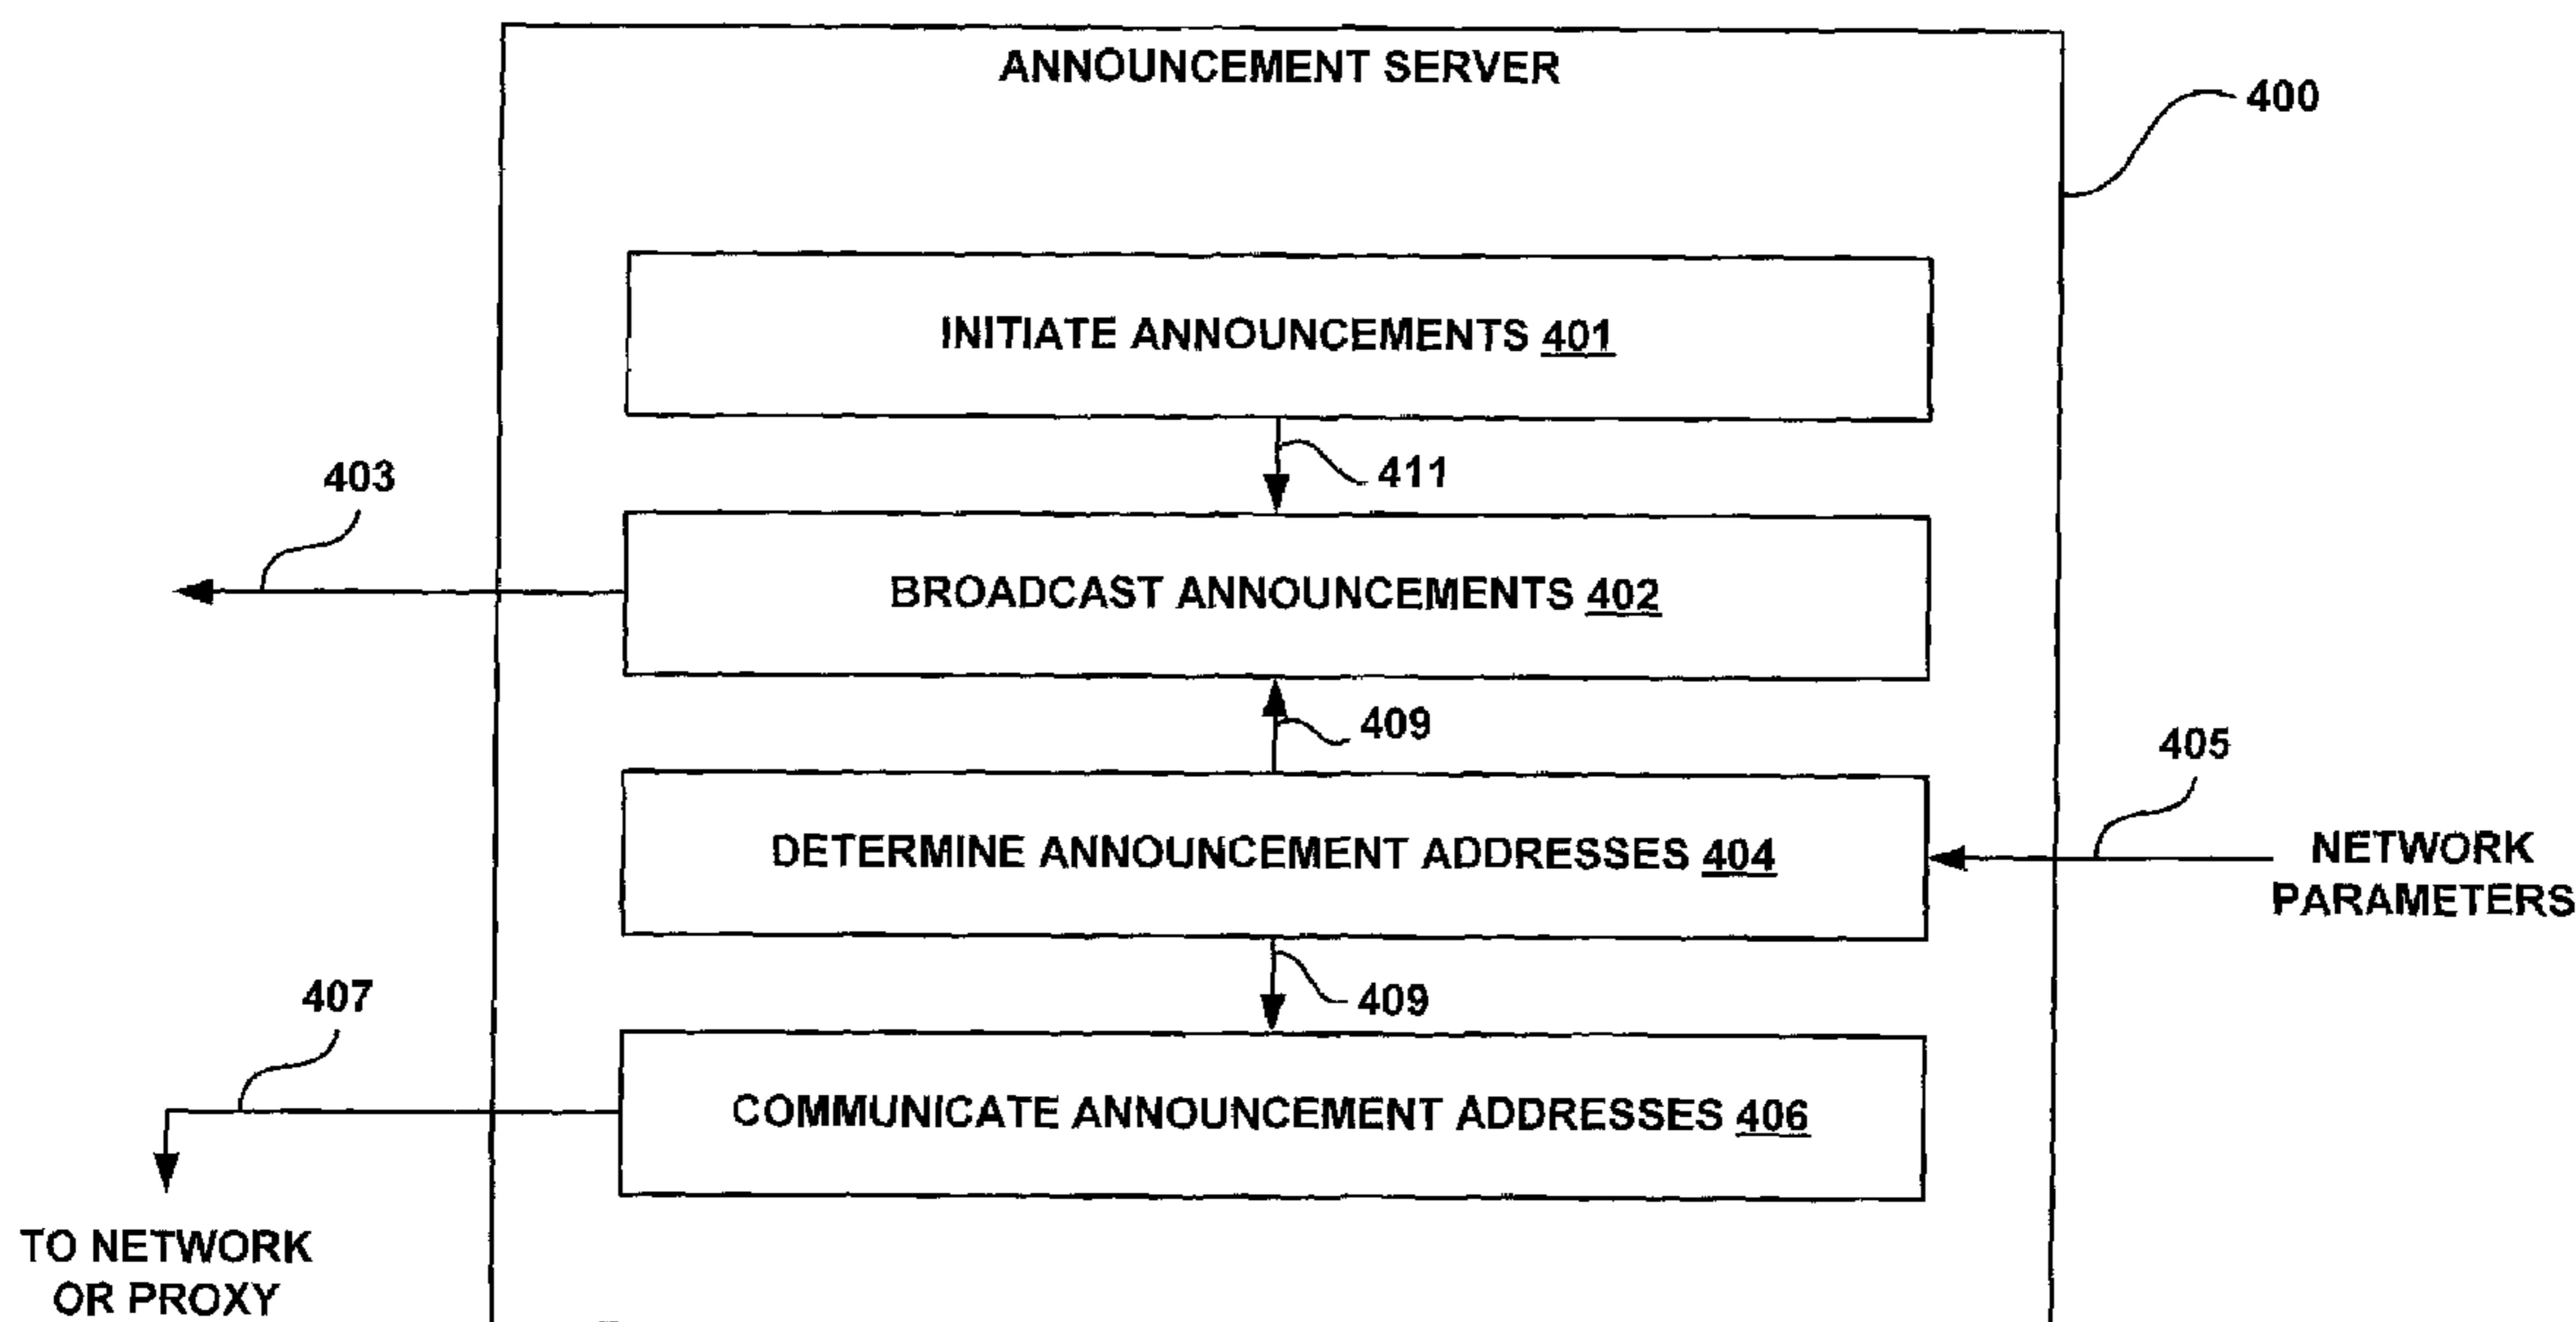 ANNOUNCEMENT SERVER
400
INITIATE ANNOUNCEMENTS 401
411
403
BROADCAST ANNOUNCEMENTS 402
409
405
DETERMINE ANNOUNCEMENT ADDRESSES 404
NETWORK
PARAMETERS
409
407
COMMUNICATE ANNOUNCEMENT ADDRESSES 406
TO NETWORK
OR PROXY